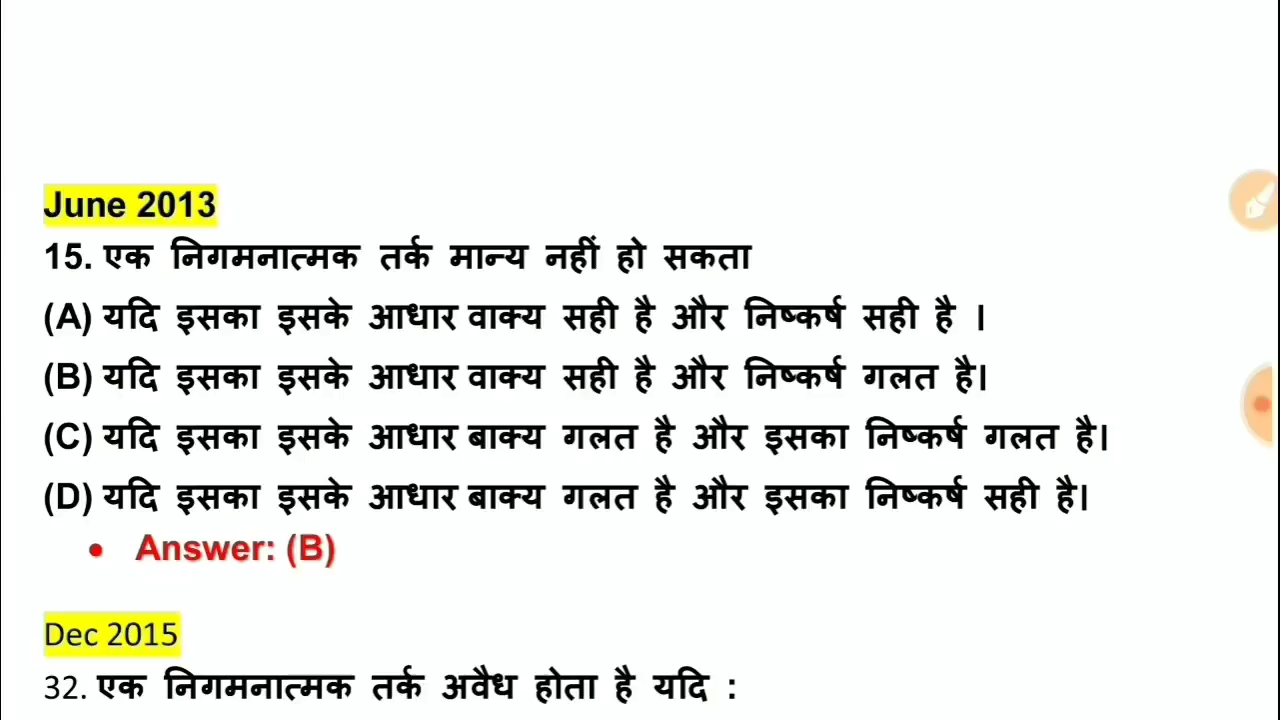 June 2013
15. एक निगमनात्मक तर्क मान्य नहीं हो सकता
(A) यदि इसका इसके आधार वाक्य सही है और निष्कर्ष सही है ।
(B) यदि इसका इसके आधार वाक्य सही है और निष्कर्ष गलत है।
(C) यदि इसका इसके आधार बाक्य गलत है और इसका निष्कर्ष गलत है।
(D) यदि इसका इसके आधार बाक्य गलत है और इसका निष्कर्ष सही है।
• Answer: (B)
Dec 2015
32. एक निगमनात्मक तर्क अवैध होता है यदि :